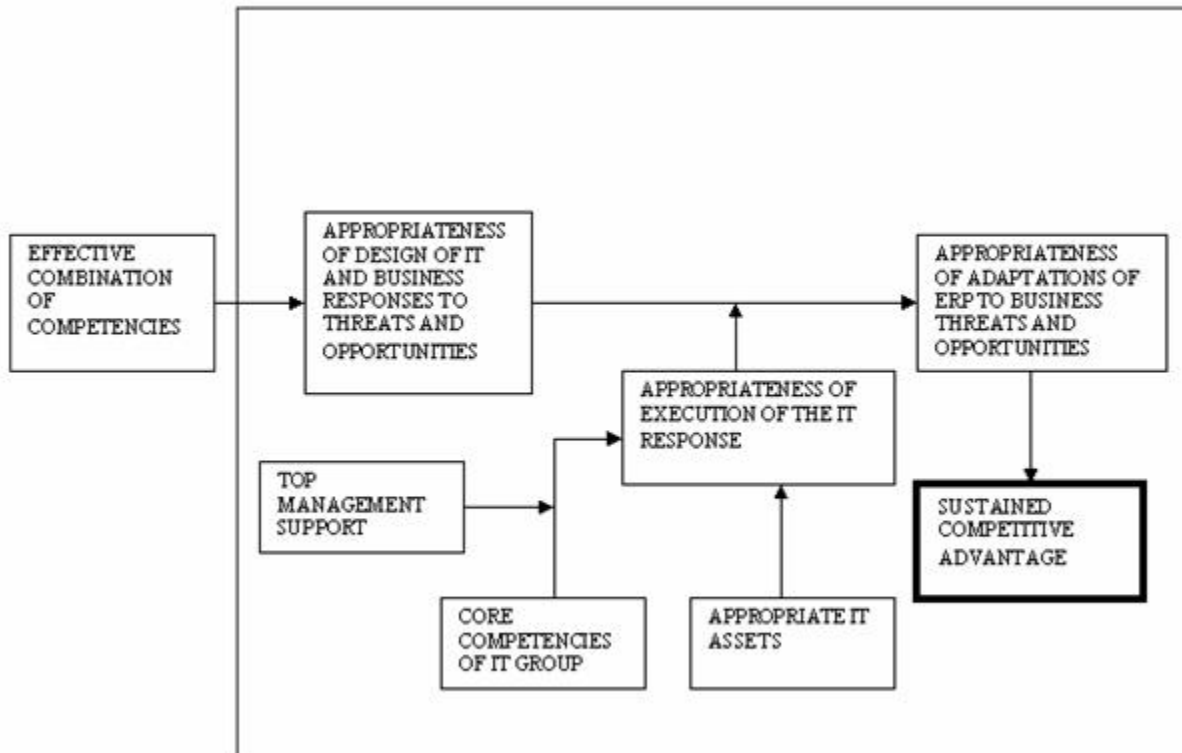 EFFECTIVE
COMBINATION
OF
COMPETENCIES
APPROPRIATENESS
OF DESIGN OF IT
AND BUSINESS
RESPONSES TO
THREATS AND
OPPORTUNITIES
APPROPRIATENESS
OF ADAPTATIONS OF
ERP TO BUSINESS
THREATS AND
OPPORTUNITIES
APPROPRIATENESS OF
EXECUTION OF THE IT
RESPONSE
TOP
MANAGEMENT
SUPPORT
SUSTAINED
COMPETITIVE
ADVANTAGE
CORE
COMPETENCIES
OF IT GROUP
APPROPRIATE IT
ASSETS